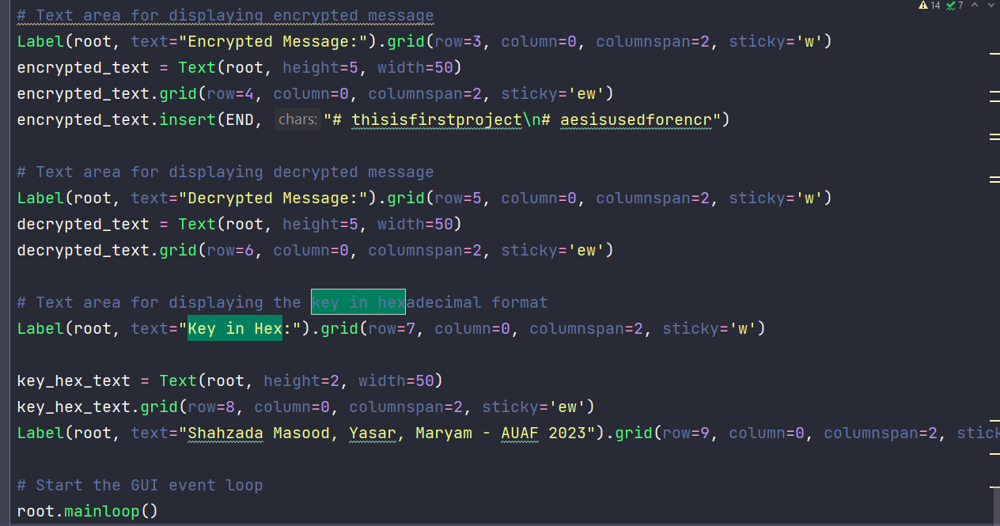 14 7
# Text area for displaying encrypted message
Label(root, text="Encrypted Message:").grid(row=3, column=0, columnspan=2, sticky='w')
encrypted_text = Text(root, height=5, width=50)
encrypted_text.grid(row=4, column=0, columnspan=2, sticky='ew')
encrypted_text.insert(END, chars: "# thisisfirstproject\n# aesisusedforencr")
# Text area for displaying decrypted message
Label(root, text="Decrypted Message:").grid(row=5, column=0, columnspan=2, sticky='w')
decrypted_text = Text(root, height=5, width=50)
decrypted_text.grid(row=6, column=0, columnspan=2, sticky='ew')
# Text area for displaying the key in hexadecimal format
Label(root, text="Key in Hex:").grid(row=7, column=0, columnspan=2, sticky='w')
key_hex_text = Text(root, height=2, width=50)
key_hex_text.grid(row=8, column=0, columnspan=2, sticky='ew')
Label(root, text="Shahzada Masood, Yasar, Maryam - AUAF 2023").grid(row=9, column=0, columnspan=2, stick
# Start the GUI event loop
root.mainloop()